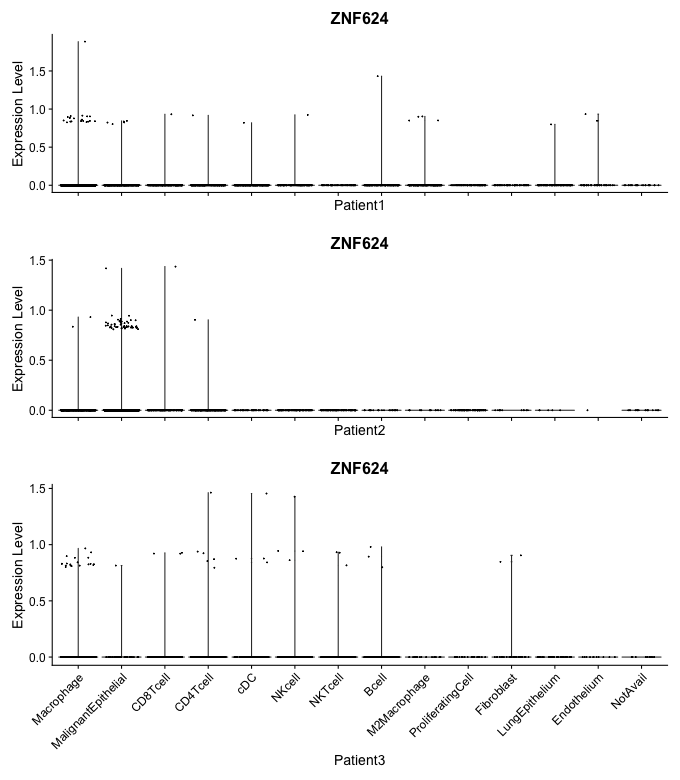 ZNF624
Expression Level
1.5
1.0
0.5
0.0
Patient1
ZNF624
Expression Level
1.5
1.0
0.5
0.0
Patient2
ZNF624
Expression Level
1.5
1.0
0.5
0.0
Macrophage
MalignantEpithelial
CD8Tcell
CD4Tcell
cDC
NKcell
NKTcell
Bcell
M2Macrophage
ProliferatingCell
Fibroblast
LungEpithelium
Endothelium
NotAvail
Patient3